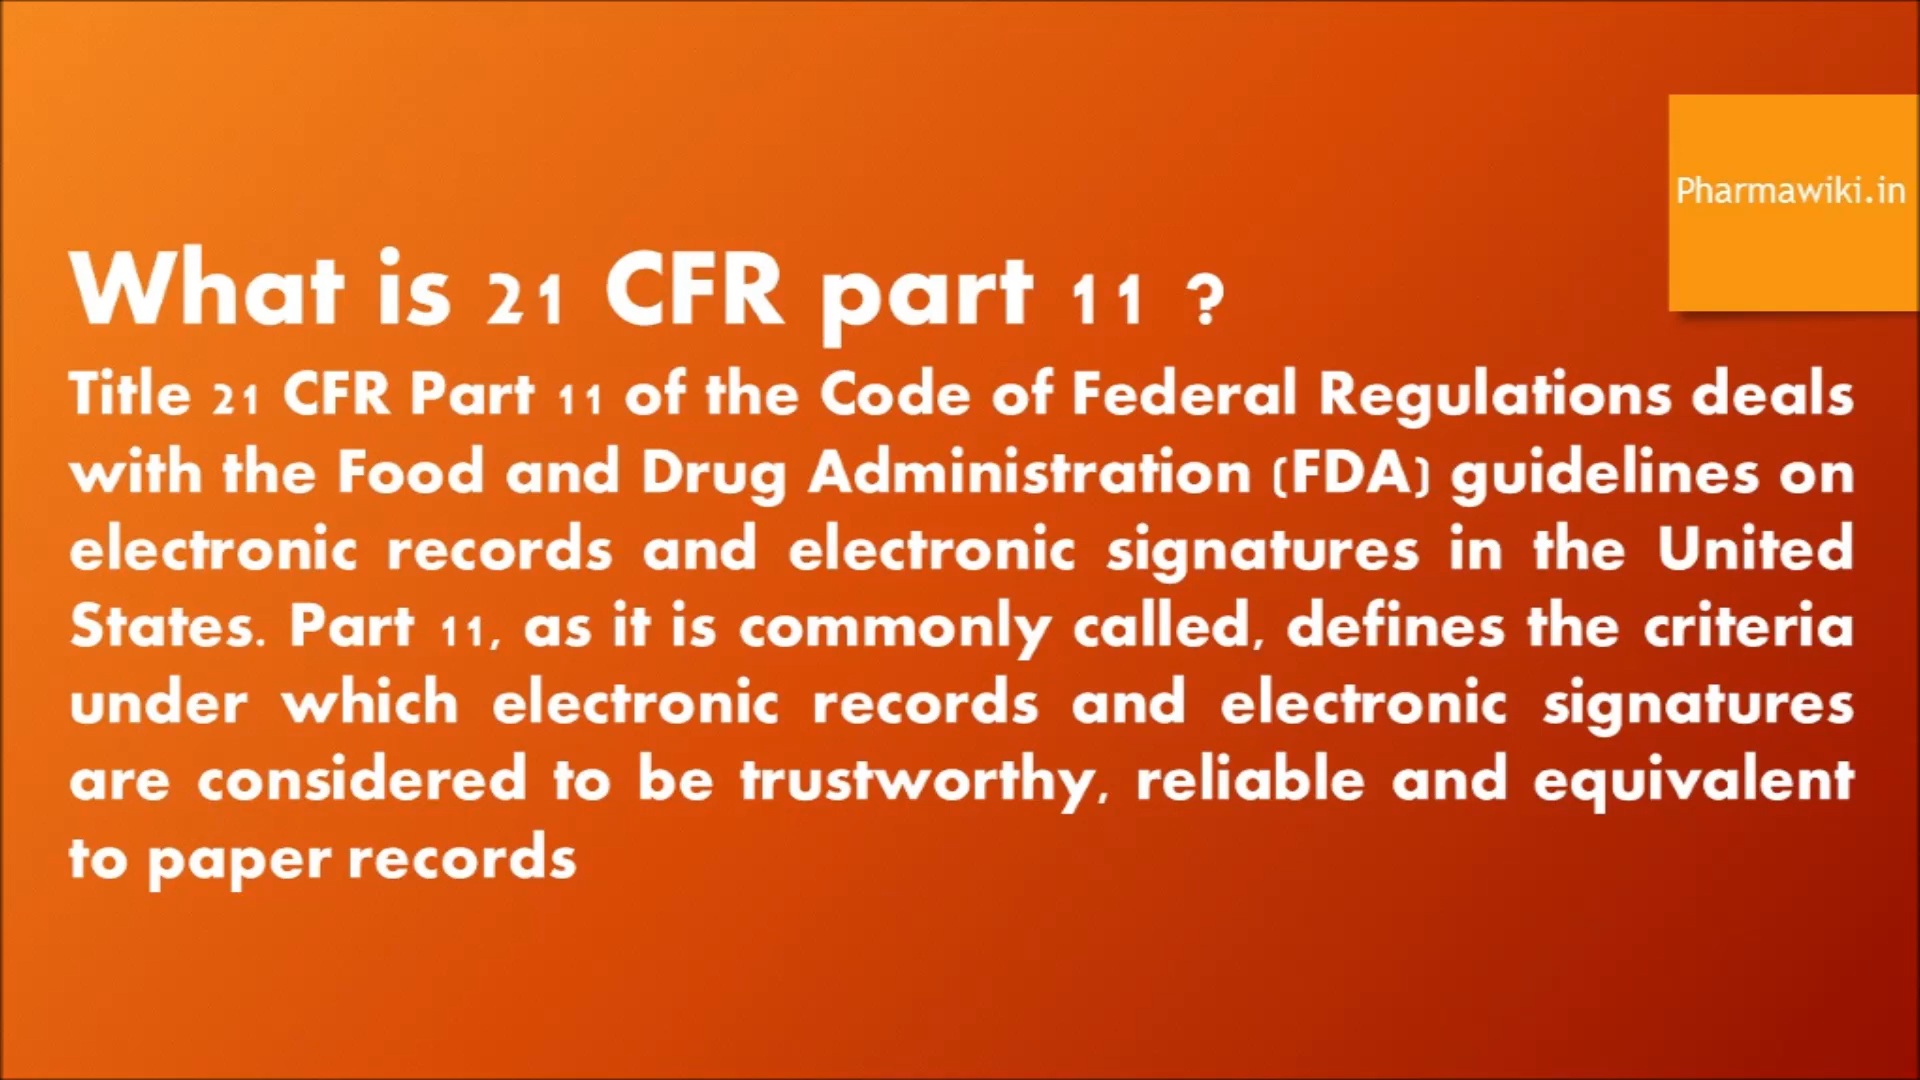 Pharmawiki.in
What is 21 CFR part 11 ?
Title 21 CFR Part 11 of the Code of Federal Regulations deals
with the Food and Drug Administration (FDA) guidelines on
electronic records and electronic signatures in the United
States. Part 11, as it is commonly called, defines the criteria
under which electronic records and electronic signatures
are considered to be trustworthy, reliable and equivalent
to paper records